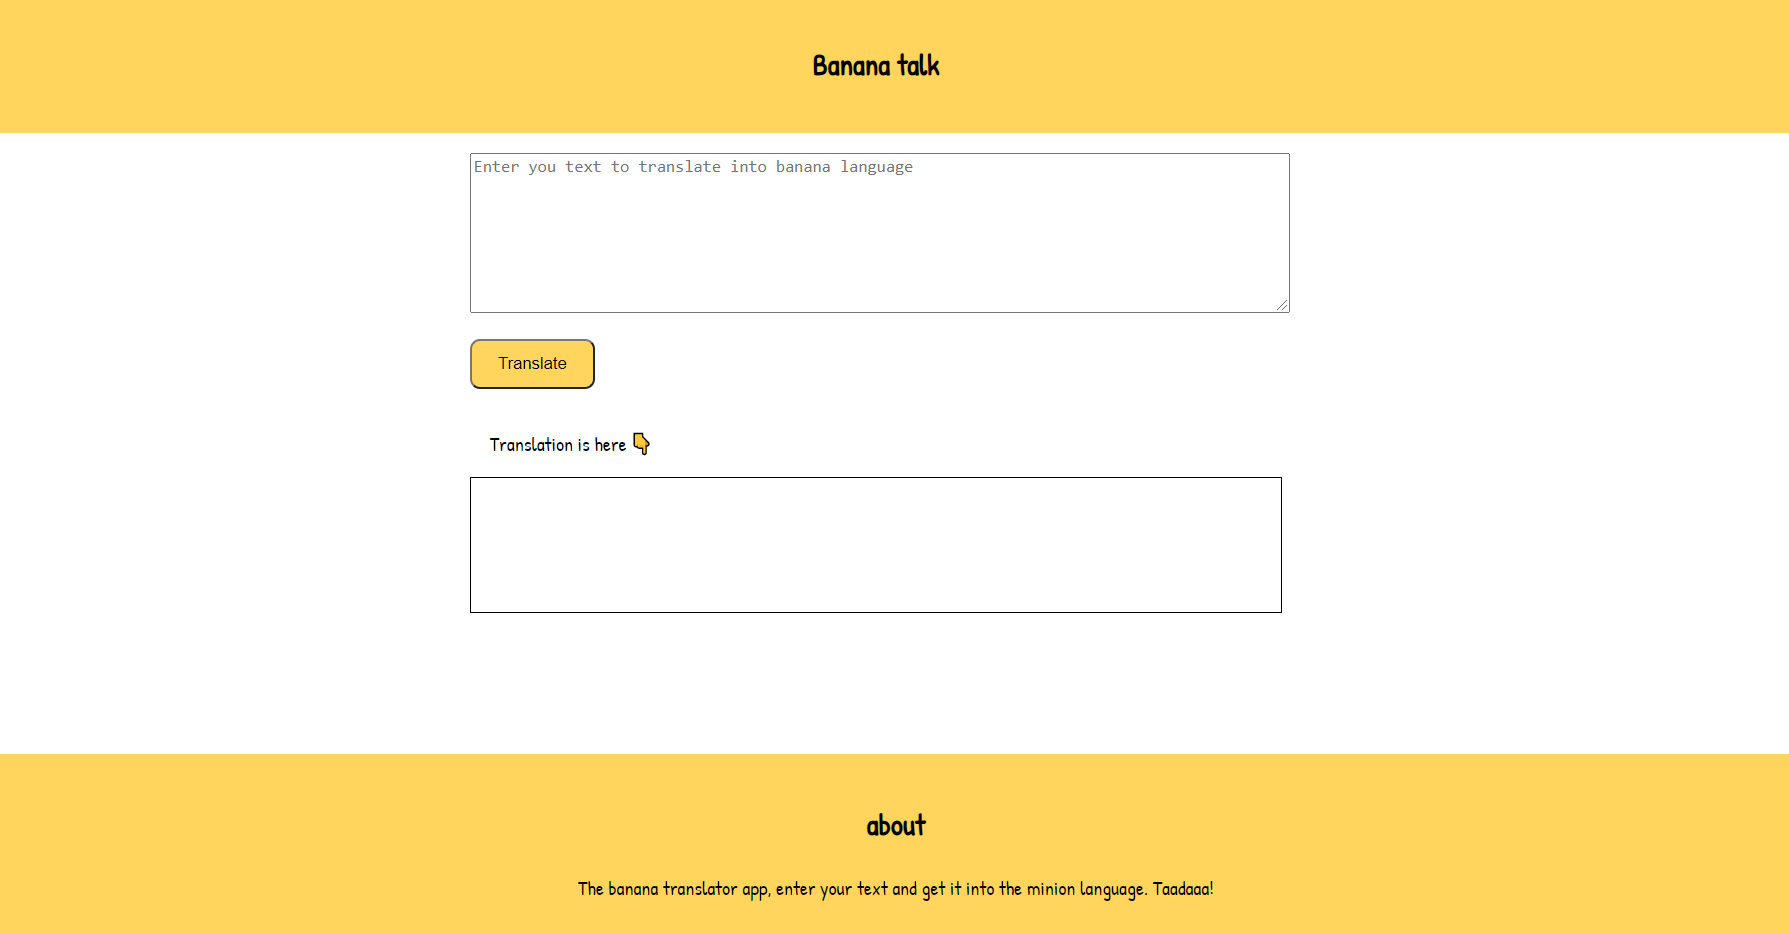 Banana talk
Enter you text to translate into banana language
Translate
Translation is here 👇
about
The banana translator app, enter your text and get it into the minion language. Taadaaa!